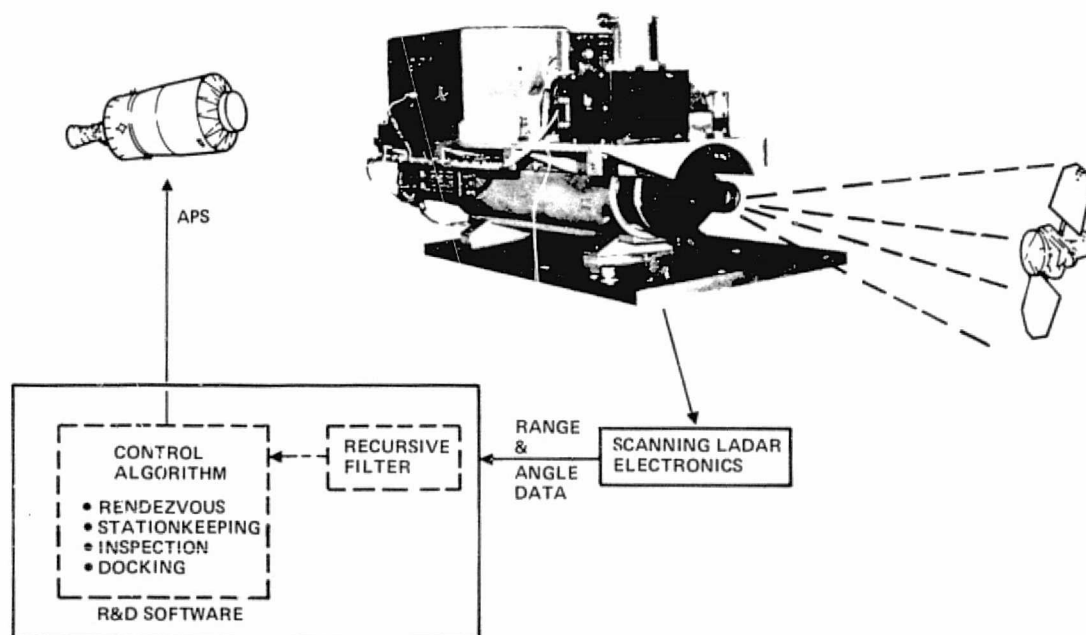 APS
CONTROL
ALGORITHM
• RENDEZVOUS
• STATIONKEEPING
• INSPECTION
• DOCKING
R&D SOFTWARE
RECURSIVE
FILTER
RANGE
&
ANGLE
DATA
SCANNING LADAR
ELECTRONICS